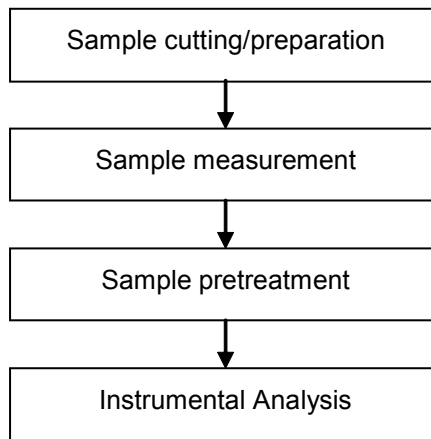 Sample cutting/preparation
Sample measurement
Sample pretreatment
Instrumental Analysis